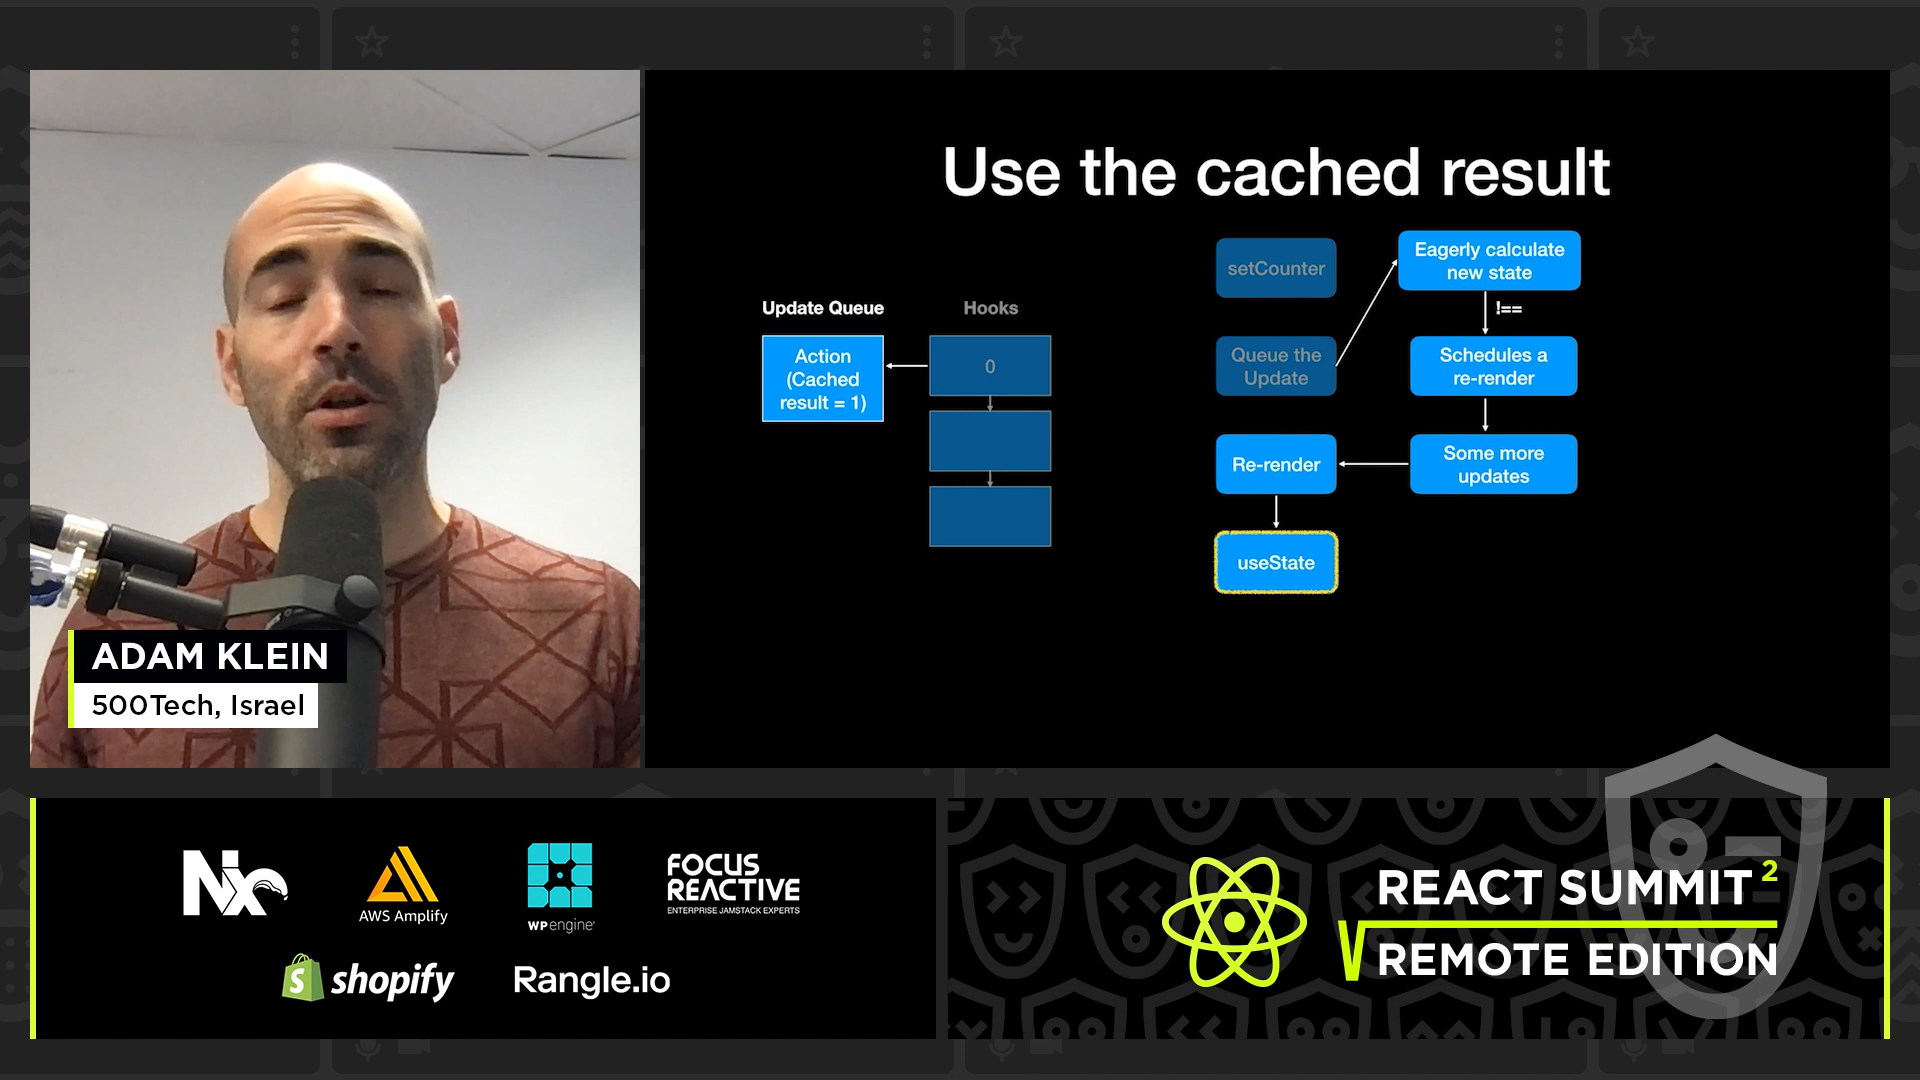 Use the cached result
Update Queue
Hooks
Action
(Cached
result = 1)
0
setCounter
Queue the
Update
Eagerly calculate
new state
!==
Schedules a
re-render
Some more
updates
Re-render
useState
ADAM KLEIN
500Tech, Israel
Nx
AWS Amplify
WP engine
FOCUS
REACTIVE
ENTERPRISE JAMSTACK EXPERTS
shopify
Rangle.io
REACT SUMMIT 2
REMOTE EDITION